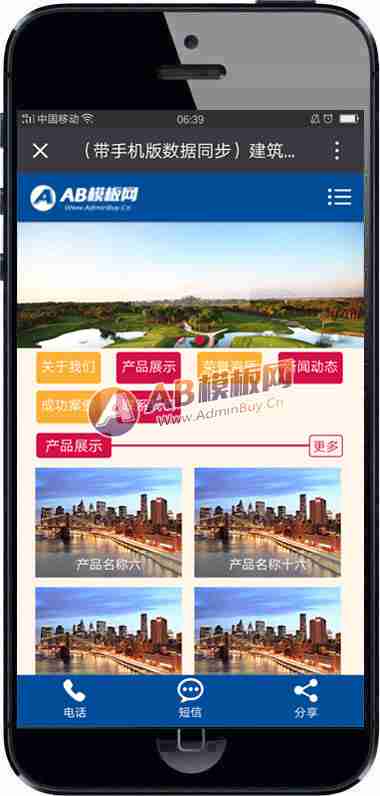 中国移动 06:39
(带手机版数据同步)建筑...
AB模板网
Www.AdminBuy.Cn
关于我们 产品展示 荣誉资质 新闻动态
成功案例
AB模板网
www.AdminBuy.Cn
产品展示 更多
产品名称六 产品名称十六
电话 短信 分享